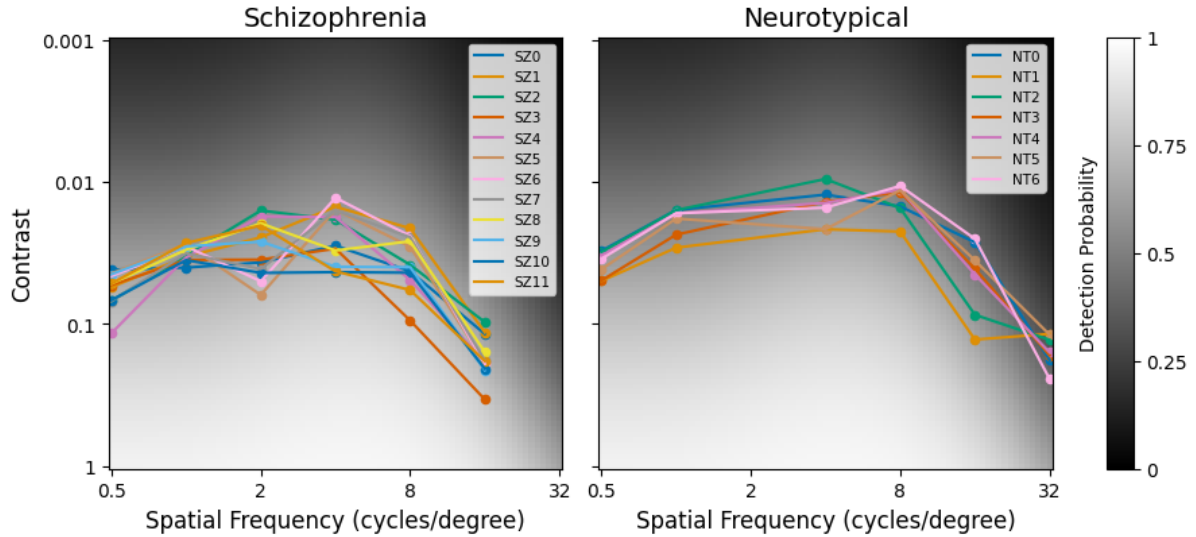 Schizophrenia
Neurotypical
0.001
0.01
0.1
1
Contrast
0.5
2
8
32
Spatial Frequency (cycles/degree)
SZ0
SZ1
SZ2
SZ3
SZ4
SZ5
SZ6
SZ7
SZ8
SZ9
SZ10
SZ11
0.5
2
8
32
Spatial Frequency (cycles/degree)
NT0
NT1
NT2
NT3
NT4
NT5
NT6
Detection Probability
1
0.75
0.5
0.25
0